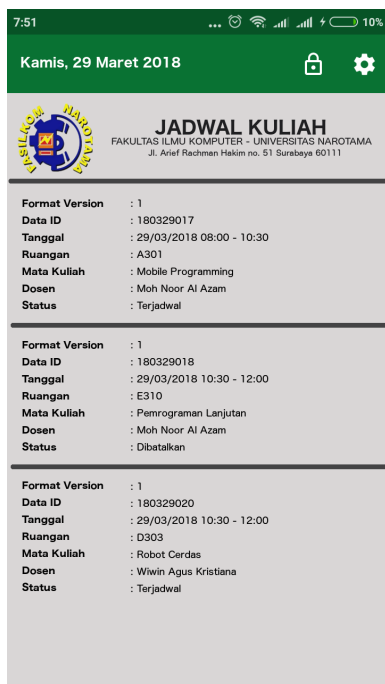 7:51
10%
Kamis, 29 Maret 2018
FASILKOM NAROTAMA
JADWAL KULIAH
FAKULTAS ILMU KOMPUTER - UNIVERSITAS NAROTAMA
Jl. Arief Rachman Hakim no. 51 Surabaya 60111
Format Version : 1
Data ID : 180329017
Tanggal : 29/03/2018 08:00 - 10:30
Ruangan : A301
Mata Kuliah : Mobile Programming
Dosen : Moh Noor Al Azam
Status : Terjadwal
Format Version : 1
Data ID : 180329018
Tanggal : 29/03/2018 10:30 - 12:00
Ruangan : E310
Mata Kuliah : Pemrograman Lanjutan
Dosen : Moh Noor Al Azam
Status : Dibatalkan
Format Version : 1
Data ID : 180329020
Tanggal : 29/03/2018 10:30 - 12:00
Ruangan : D303
Mata Kuliah : Robot Cerdas
Dosen : Wiwin Agus Kristiana
Status : Terjadwal